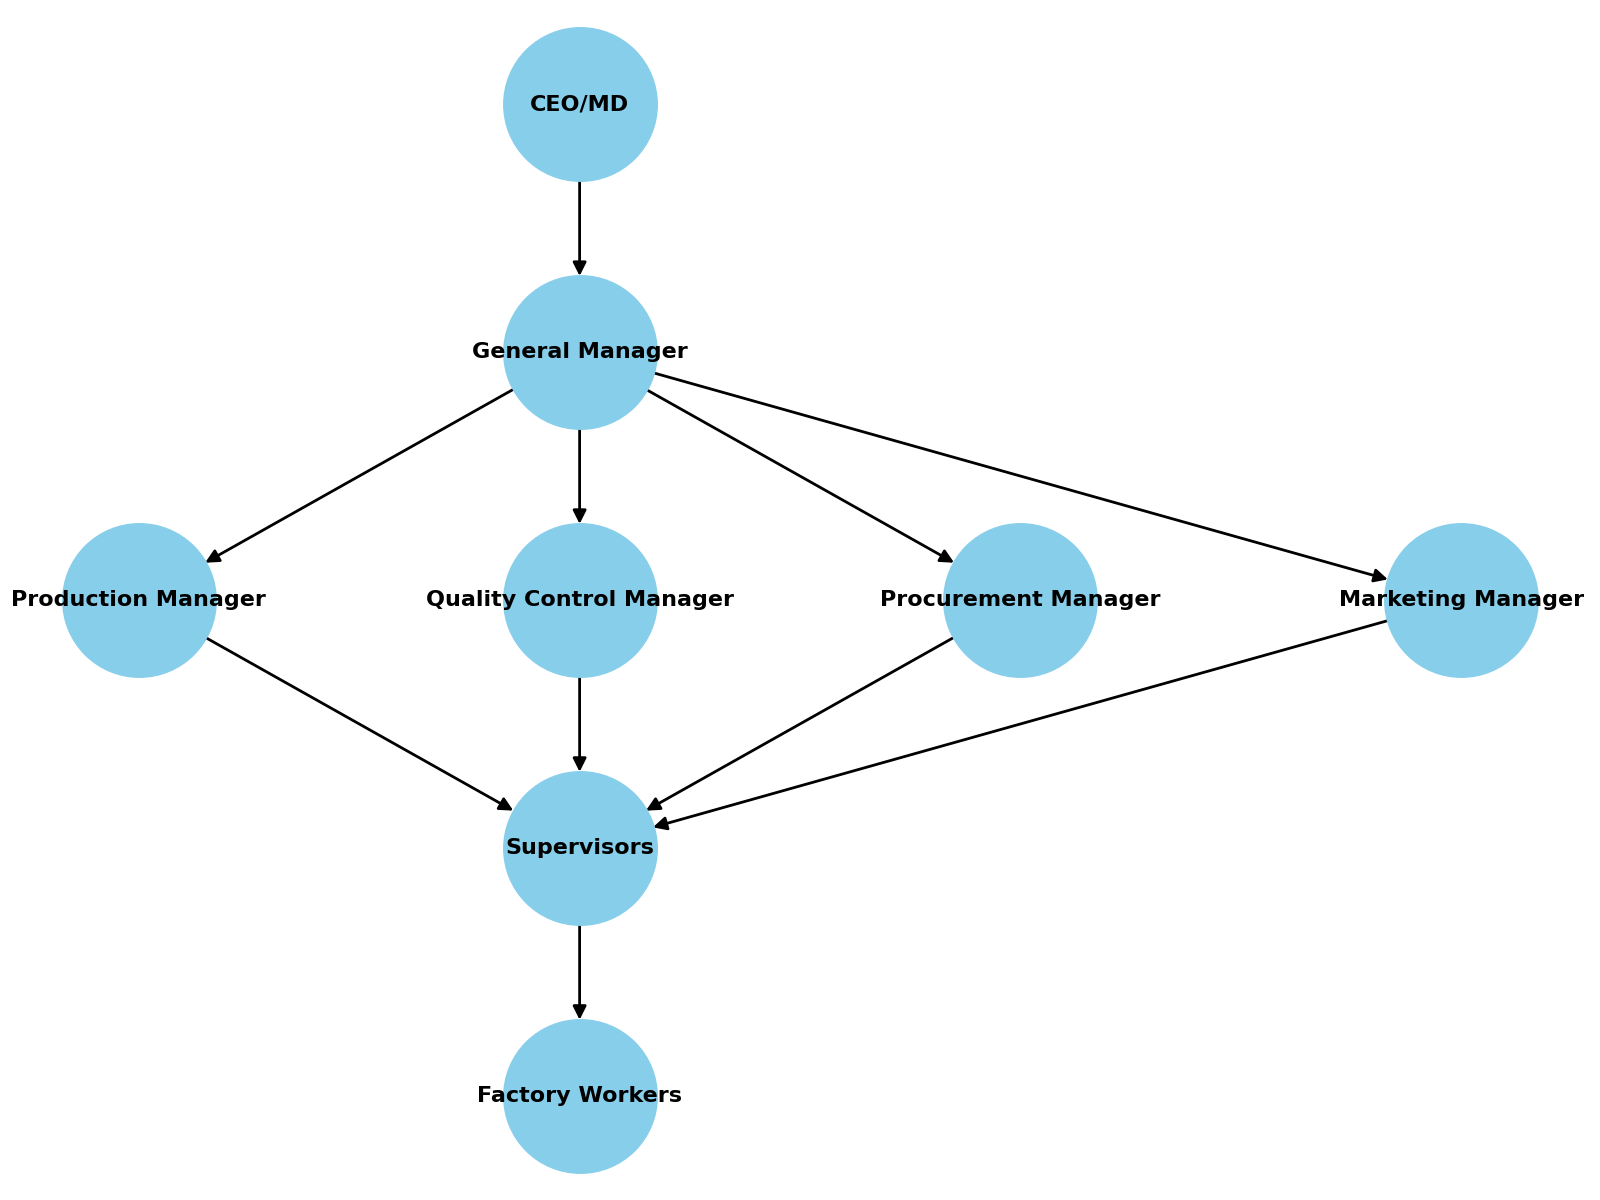 CEO/MD
General Manager
Production Manager
Quality Control Manager
Procurement Manager
Marketing Manager
Supervisors
Factory Workers